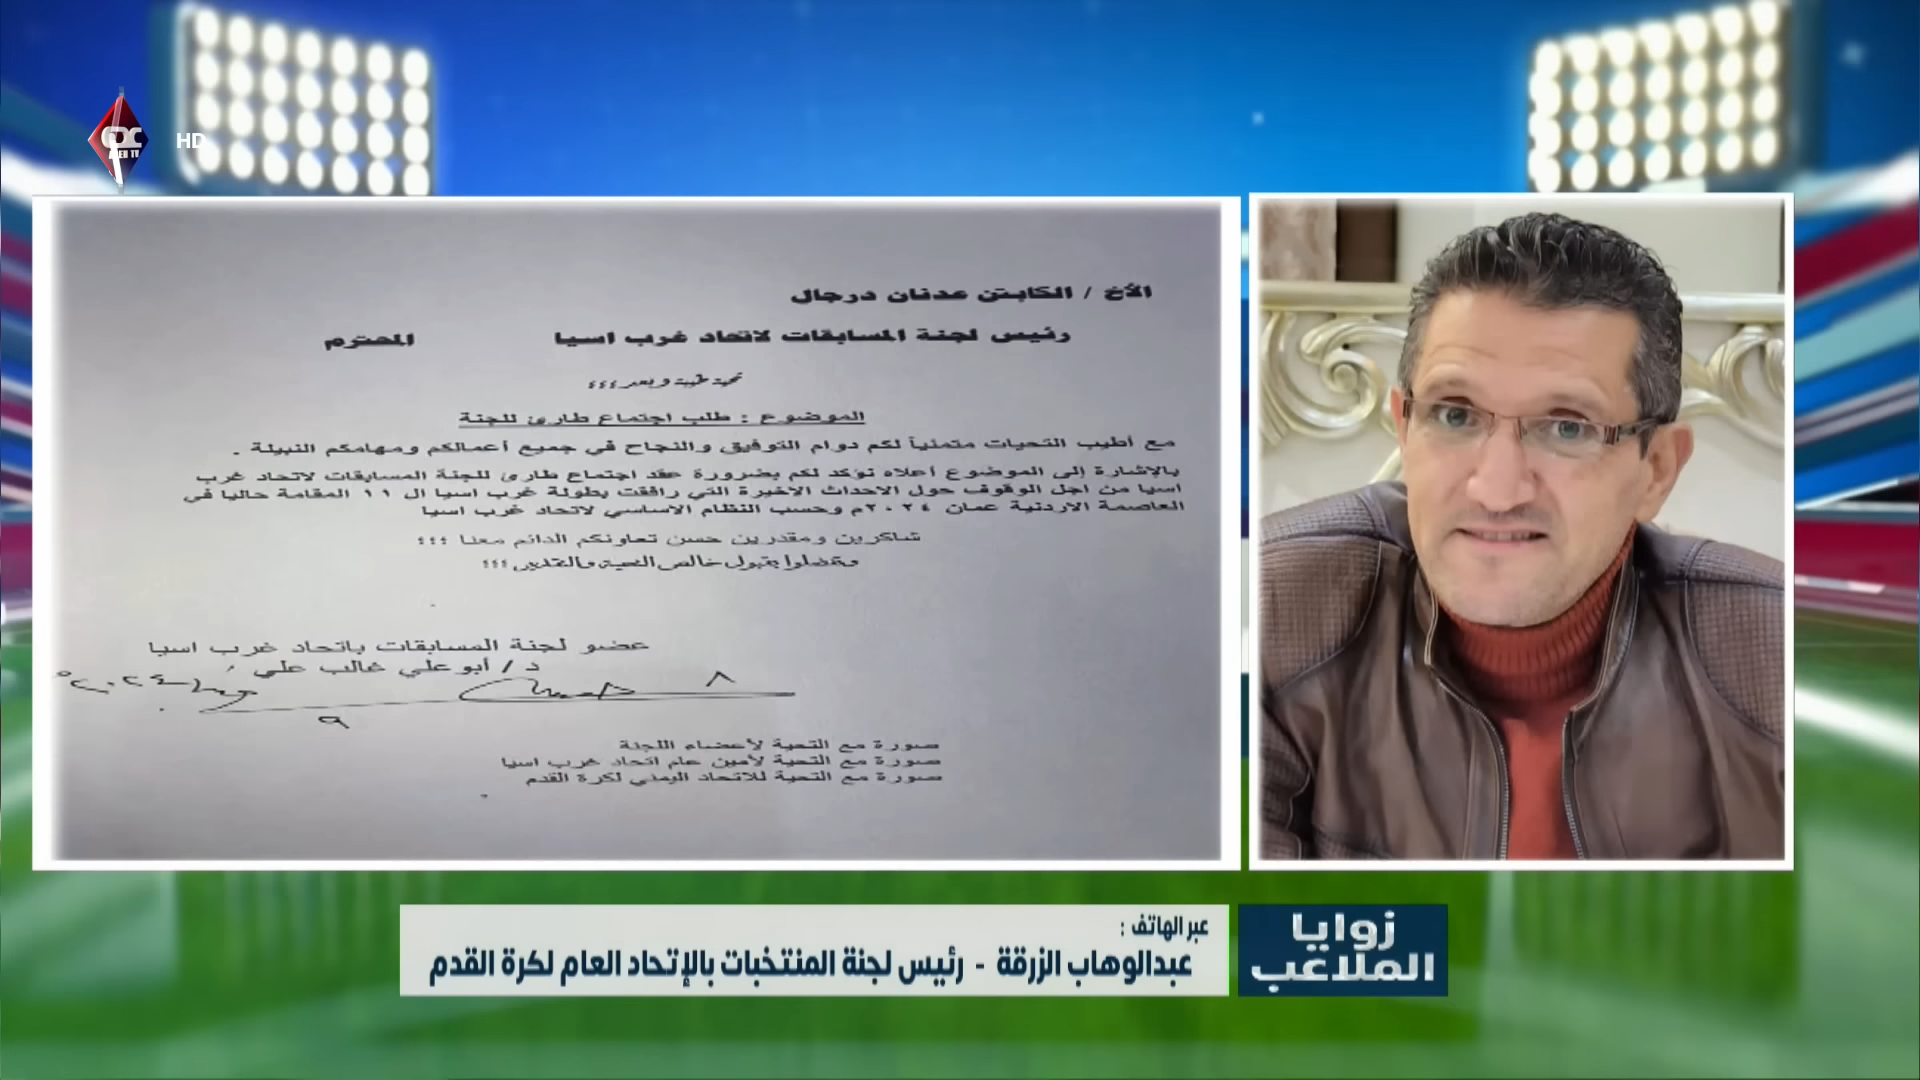 HD
الأخ / الكابتن عدنان درجال
رئيس لجنة المسابقات لاتحاد غرب اسيا المحترم
تحية طيبة وبعد ،،،
الموضوع : طلب اجتماع طارئ للجنة
مع أطيب التحيات متمنياً لكم دوام التوفيق والنجاح في جميع أعمالكم ومهامكم النبيلة .
بالإشارة إلى الموضوع أعلاه نؤكد لكم بضرورة عقد اجتماع طارئ للجنة المسابقات لاتحاد غرب
اسيا من اجل الوقوف حول الاحداث الاخيرة التي رافقت بطولة غرب اسيا ال ١١ المقامة حاليا في
العاصمة الاردنية عمان ٢٠٢٤م وحسب النظام الاساسي لاتحاد غرب اسيا
شاكرين ومقدرين حسن تعاونكم الدائم معنا ،،،
وتفضلوا بقبول خالص التحية والتقدير ،،،
عضو لجنة المسابقات باتحاد غرب اسيا
د / أبو علي غالب علي
صورة مع التحية لأعضاء اللجنة
صورة مع التحية لأمين عام اتحاد غرب اسيا
صورة مع التحية للاتحاد اليمني لكرة القدم
عبر الهاتف :
عبدالوهاب الزرقة - رئيس لجنة المنتخبات بالإتحاد العام لكرة القدم
زوايا
الملاعب